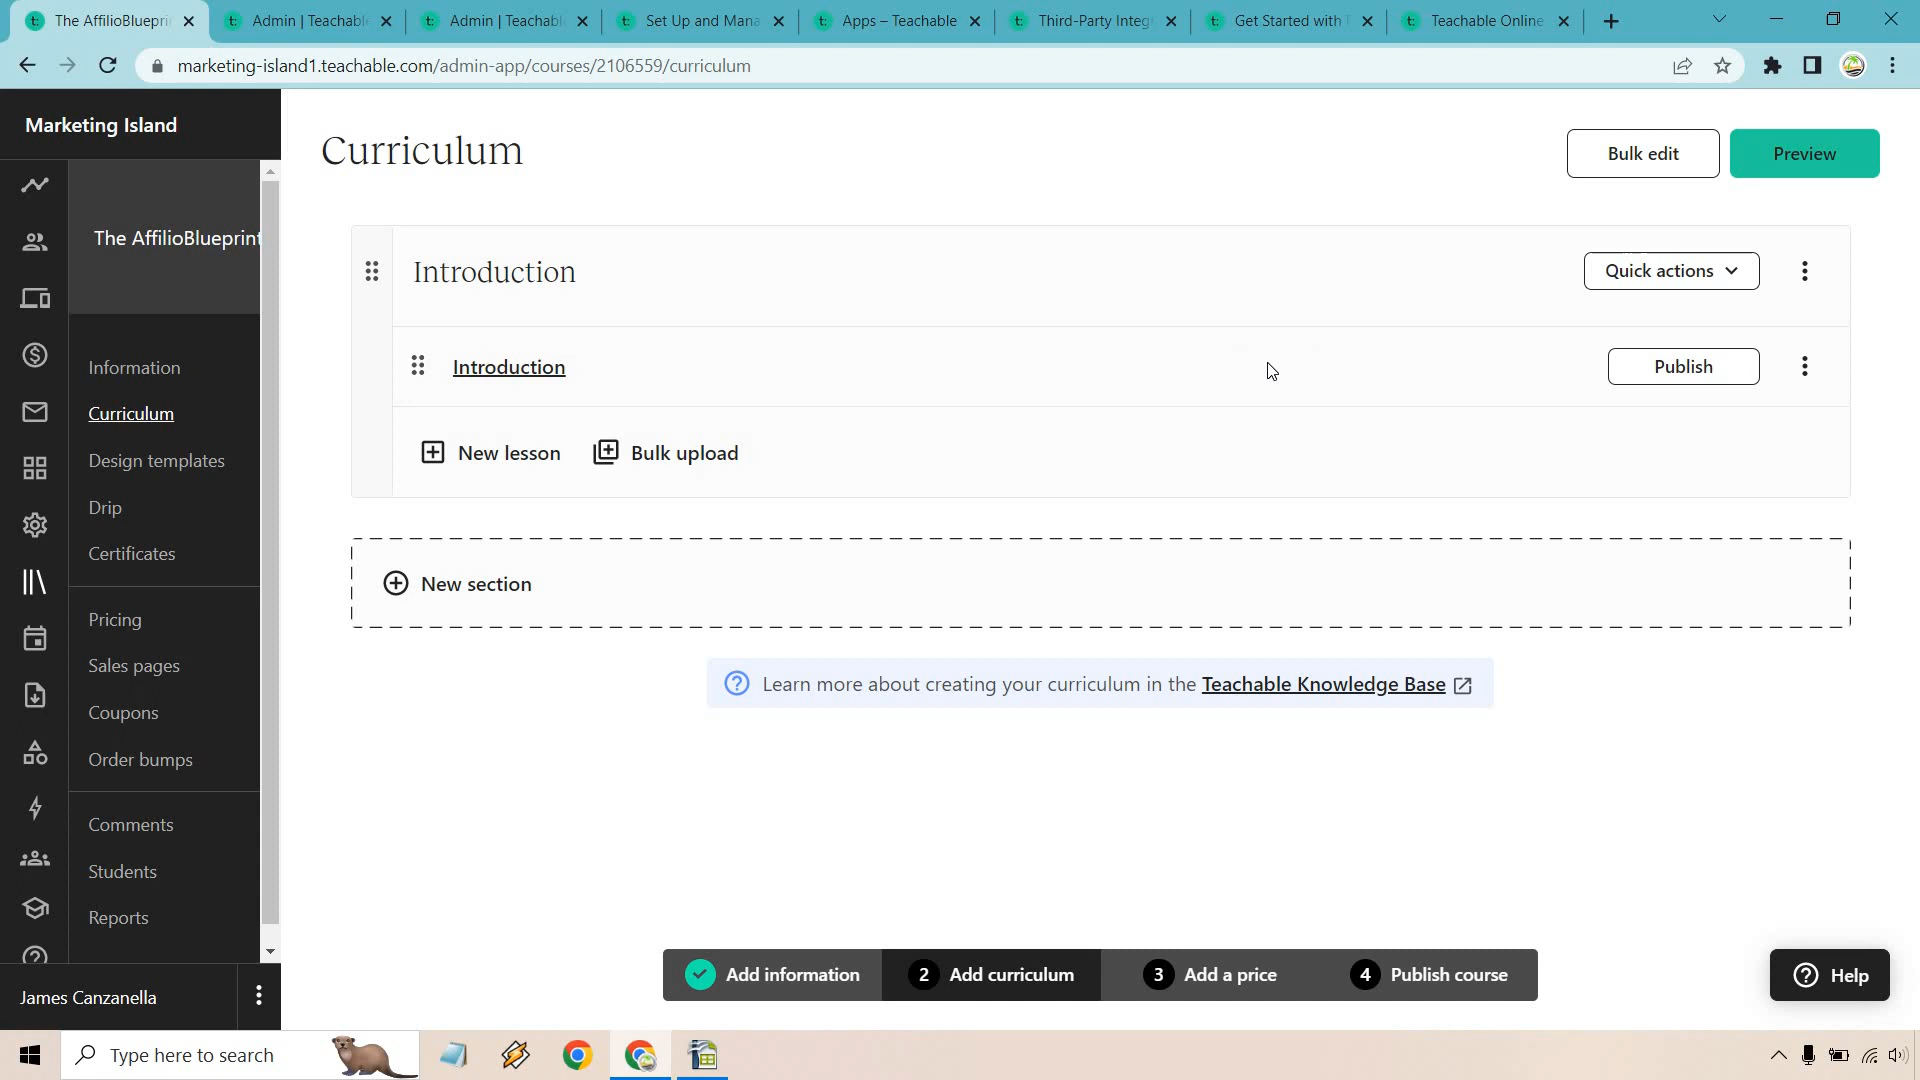 The AffilioBlueprin
Admin | Teachable
Admin | Teachabl
Set Up and Mana
Apps – Teachable
Third-Party Integ
Get Started with
Teachable Online
marketing-island1.teachable.com/admin-app/courses/2106559/curriculum
Marketing Island
The AffilioBlueprint
Information
Curriculum
Design templates
Drip
Certificates
Pricing
Sales pages
Coupons
Order bumps
Comments
Students
Reports
James Canzanella
Curriculum
Bulk edit
Preview
Introduction
Quick actions
Introduction
Publish
New lesson
Bulk upload
New section
Learn more about creating your curriculum in the Teachable Knowledge Base
Add information
2 Add curriculum
3 Add a price
4 Publish course
Help
Type here to search